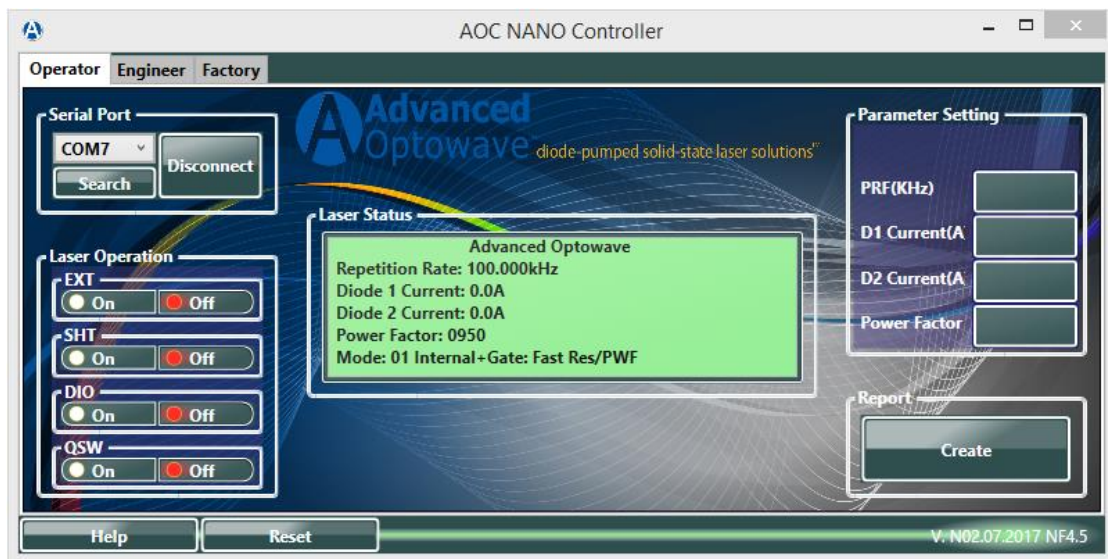 AOC NANO Controller
Operator Engineer Factory
Serial Port
COM7
Disconnect
Search
Advanced
Optowave
diode-pumped solid-state laser solutions
Laser Status
Advanced Optowave
Repetition Rate: 100.000kHz
Diode 1 Current: 0.0A
Diode 2 Current: 0.0A
Power Factor: 0950
Mode: 01 Internal+Gate: Fast Res/PWF
Laser Operation
EXT
On Off
SHT
On Off
DIO
On Off
QSW
On Off
Parameter Setting
PRF(KHz)
D1 Current(A
D2 Current(A
Power Factor
Report
Create
Help Reset
V. N02.07.2017 NF4.5